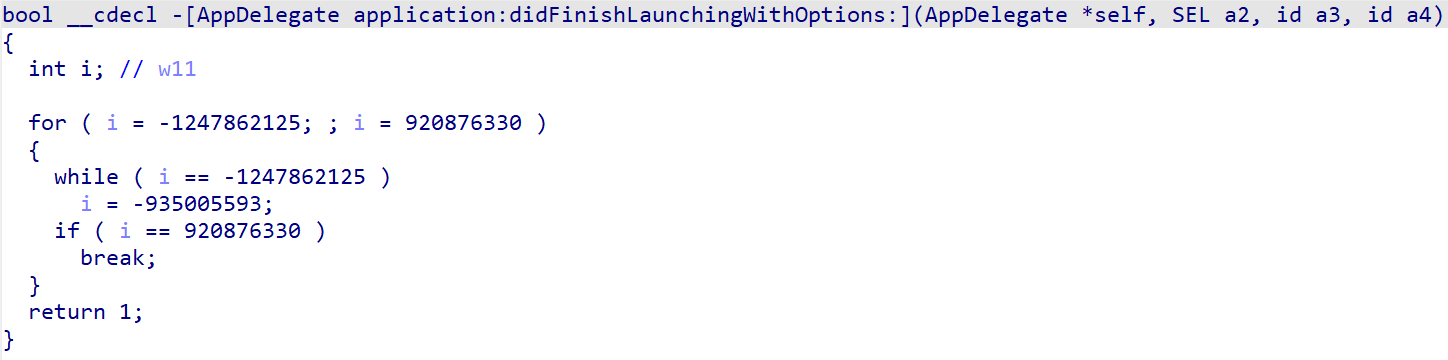 bool __cdecl -[AppDelegate application:didFinishLaunchingWithOptions:](AppDelegate *self, SEL a2, id a3, id a4)
{
  int i; // w11

  for ( i = -1247862125; ; i = 920876330 )
  {
    while ( i == -1247862125 )
      i = -935005593;
    if ( i == 920876330 )
      break;
  }
  return 1;
}